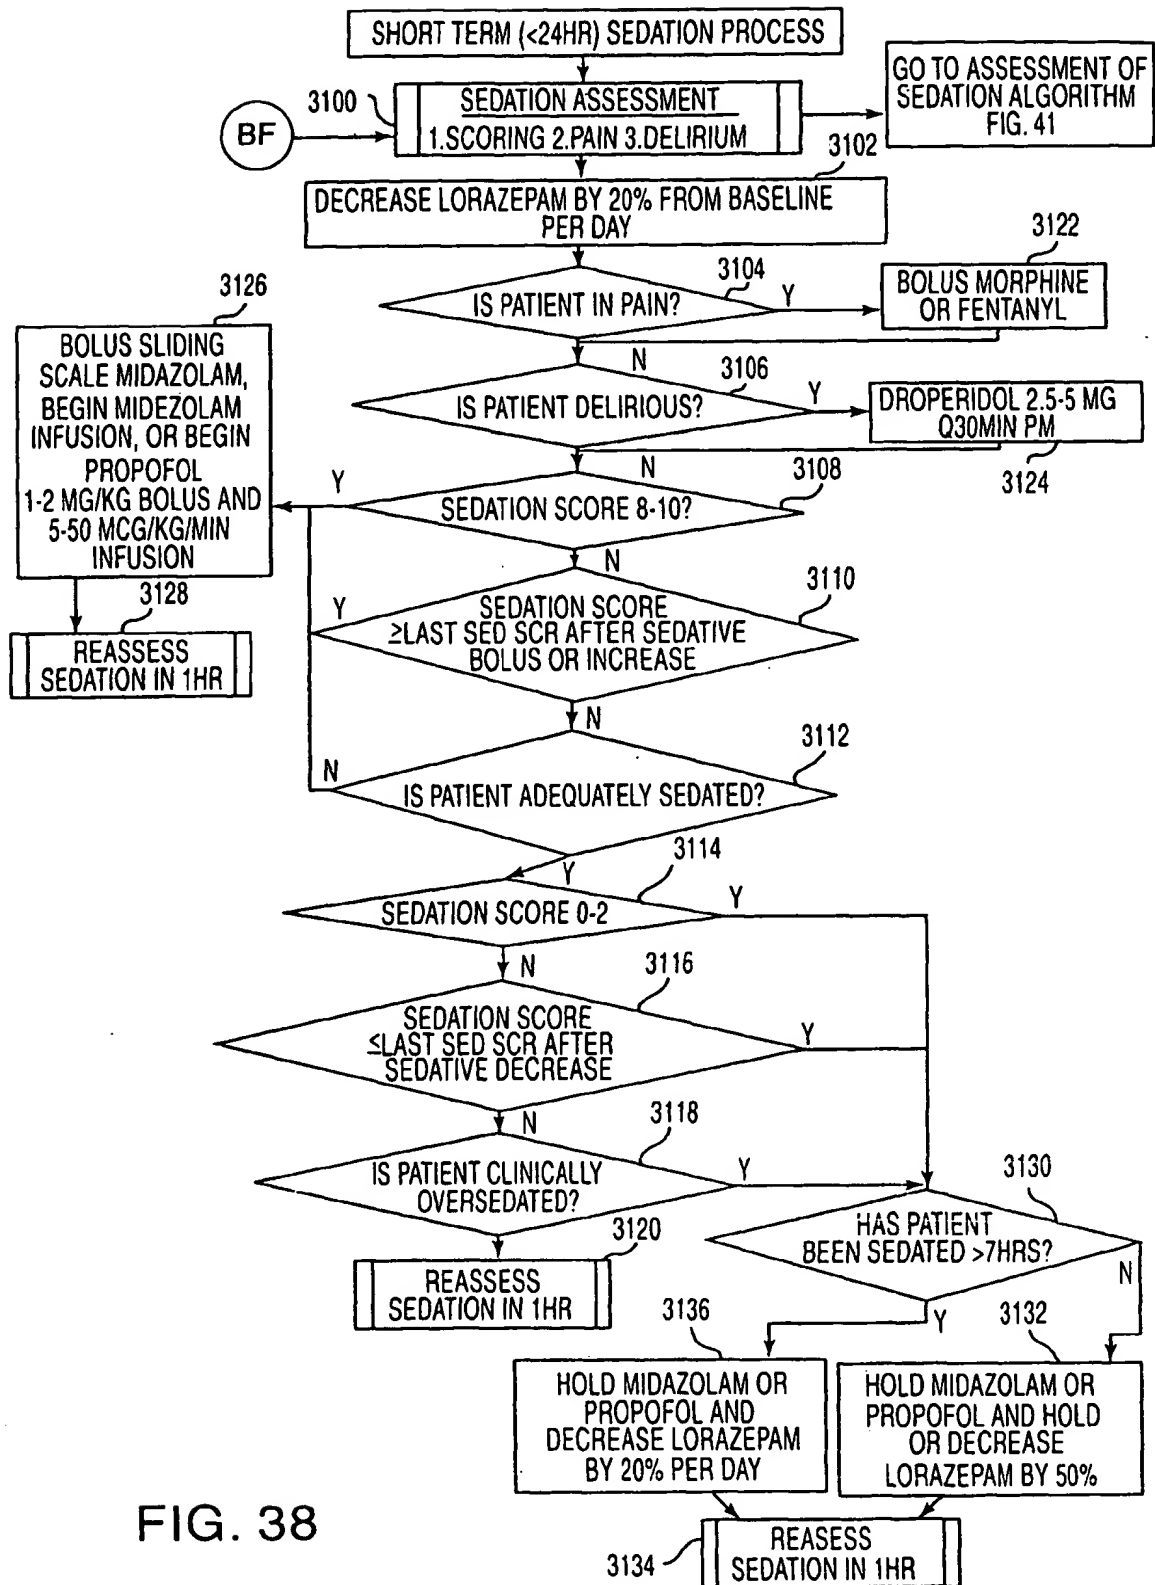 SHORT TERM (<24HR) SEDATION PROCESS
3100
SEDATION ASSESSMENT
1.SCORING 2.PAIN 3.DELIRIUM
GO TO ASSESSMENT OF
SEDATION ALGORITHM
FIG. 41
BF
3102
DECREASE LORAZEPAM BY 20% FROM BASELINE
PER DAY
3104
IS PATIENT IN PAIN?
Y
3122
BOLUS MORPHINE
OR FENTANYL
N
3126
BOLUS SLIDING
SCALE MIDAZOLAM,
BEGIN MIDEZOLAM
INFUSION, OR BEGIN
PROPOFOL
1-2 MG/KG BOLUS AND
5-50 MCG/KG/MIN
INFUSION
3106
IS PATIENT DELIRIOUS?
Y
DROPERIDOL 2.5-5 MG
Q30MIN PM
3124
N
3108
SEDATION SCORE 8-10?
Y
N
3128
REASSESS
SEDATION IN 1HR
3110
SEDATION SCORE
≥LAST SED SCR AFTER SEDATIVE
BOLUS OR INCREASE
Y
N
3112
IS PATIENT ADEQUATELY SEDATED?
N
Y
3114
SEDATION SCORE 0-2
Y
N
3116
SEDATION SCORE
≤LAST SED SCR AFTER
SEDATIVE DECREASE
Y
N
3118
IS PATIENT CLINICALLY
OVERSEDATED?
Y
3120
REASSESS
SEDATION IN 1HR
3130
HAS PATIENT
BEEN SEDATED >7HRS?
N
Y
3136
HOLD MIDAZOLAM OR
PROPOFOL AND
DECREASE LORAZEPAM
BY 20% PER DAY
3132
HOLD MIDAZOLAM OR
PROPOFOL AND HOLD
OR DECREASE
LORAZEPAM BY 50%
3134
REASESS
SEDATION IN 1HR
FIG. 38